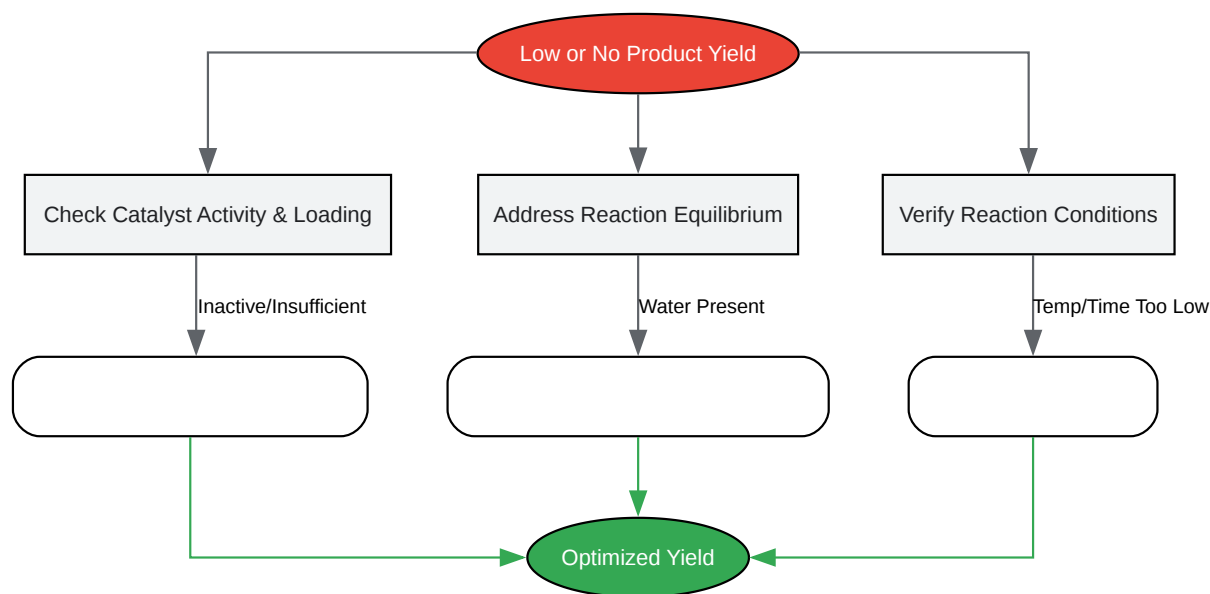 Low or No Product Yield
Check Catalyst Activity & Loading
Address Reaction Equilibrium
Verify Reaction Conditions
Inactive/Insufficient
Water Present
Temp/Time Too Low
Optimized Yield